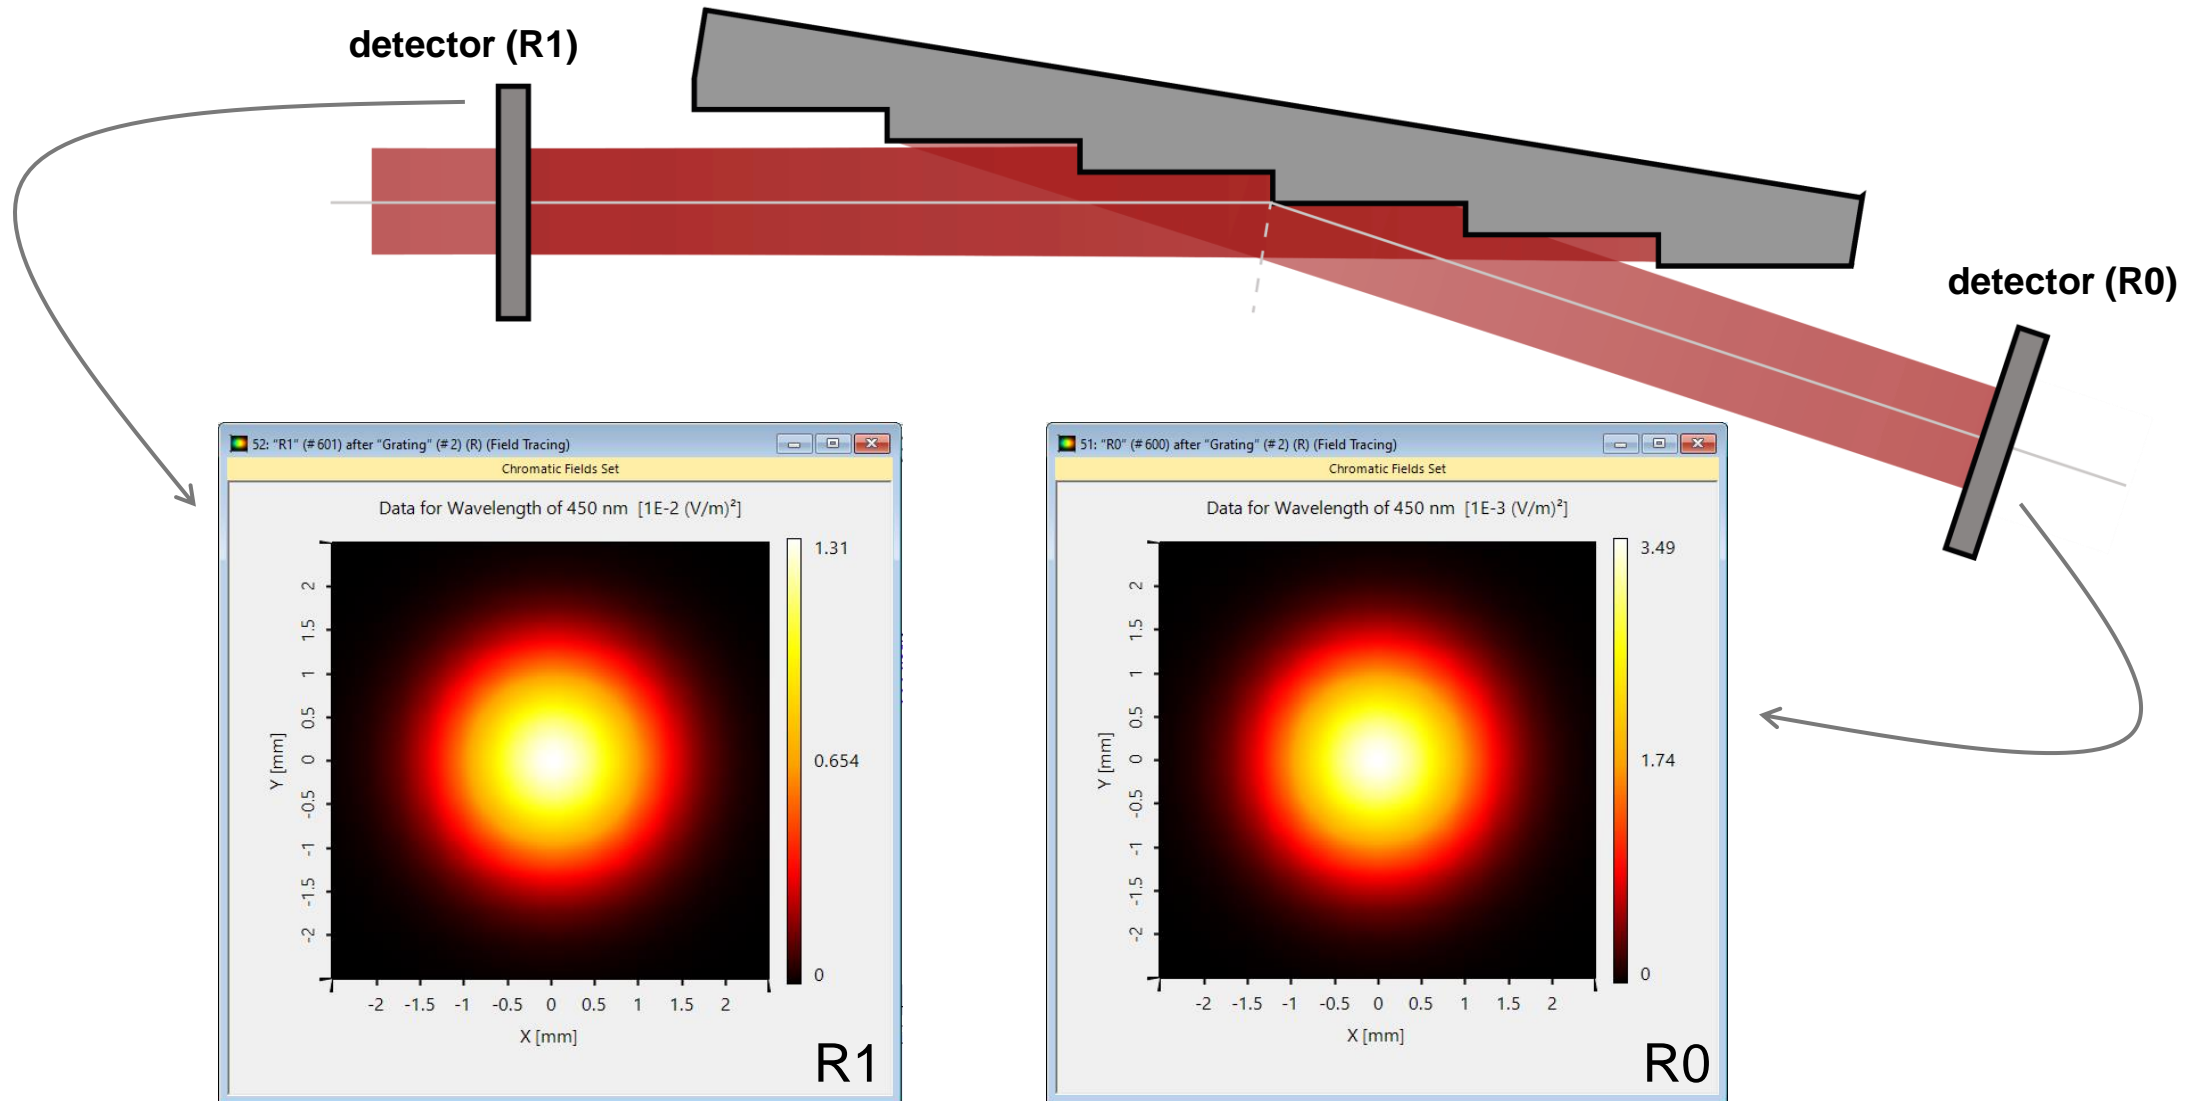 detector (R1)
detector (R0)
52: "R1" (#601) after "Grating" (#2) (R) (Field Tracing)
Chromatic Fields Set
Data for Wavelength of 450 nm  [1E-2 (V/m)²]
1.31
0.654
0
Y [mm]
2
1.5
1
0.5
0
-0.5
-1
-1.5
-2
-2 -1.5 -1 -0.5 0 0.5 1 1.5 2
X [mm]
R1
51: "R0" (#600) after "Grating" (#2) (R) (Field Tracing)
Chromatic Fields Set
Data for Wavelength of 450 nm  [1E-3 (V/m)²]
3.49
1.74
0
Y [mm]
2
1.5
1
0.5
0
-0.5
-1
-1.5
-2
-2 -1.5 -1 -0.5 0 0.5 1 1.5 2
X [mm]
R0